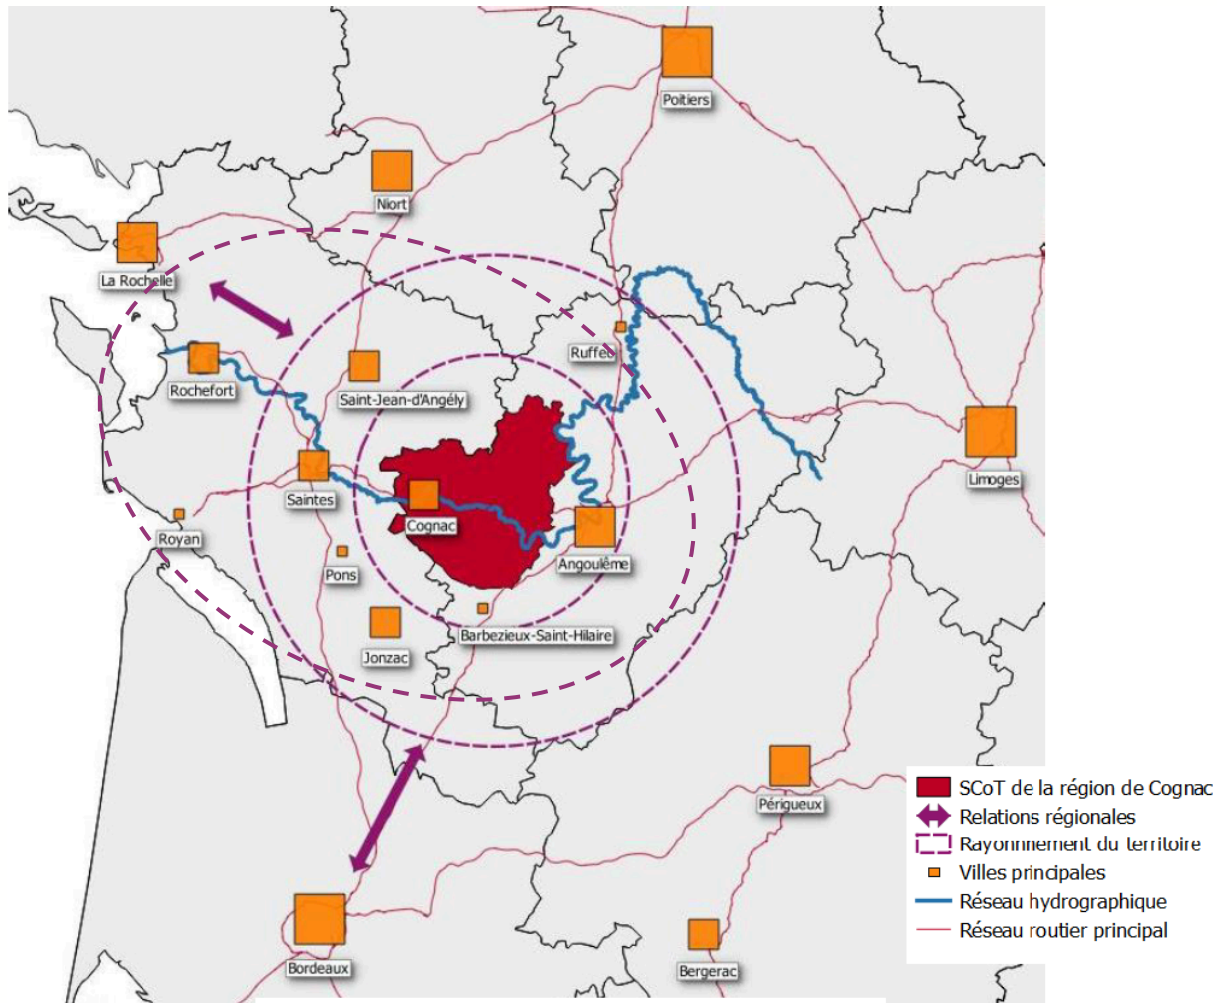 Poitiers
Niort
La Rochelle
Ruffec
Rochefort
Saint-Jean-d'Angély
Limoges
Saintes
Cognac
Royan
Angoulême
Pons
Barbezieux-Saint-Hilaire
Jonzac
Périgueux
Bordeaux
Bergerac
SCoT de la région de Cognac
Relations régionales
Rayonnement du territoire
Villes principales
Réseau hydrographique
Réseau routier principal